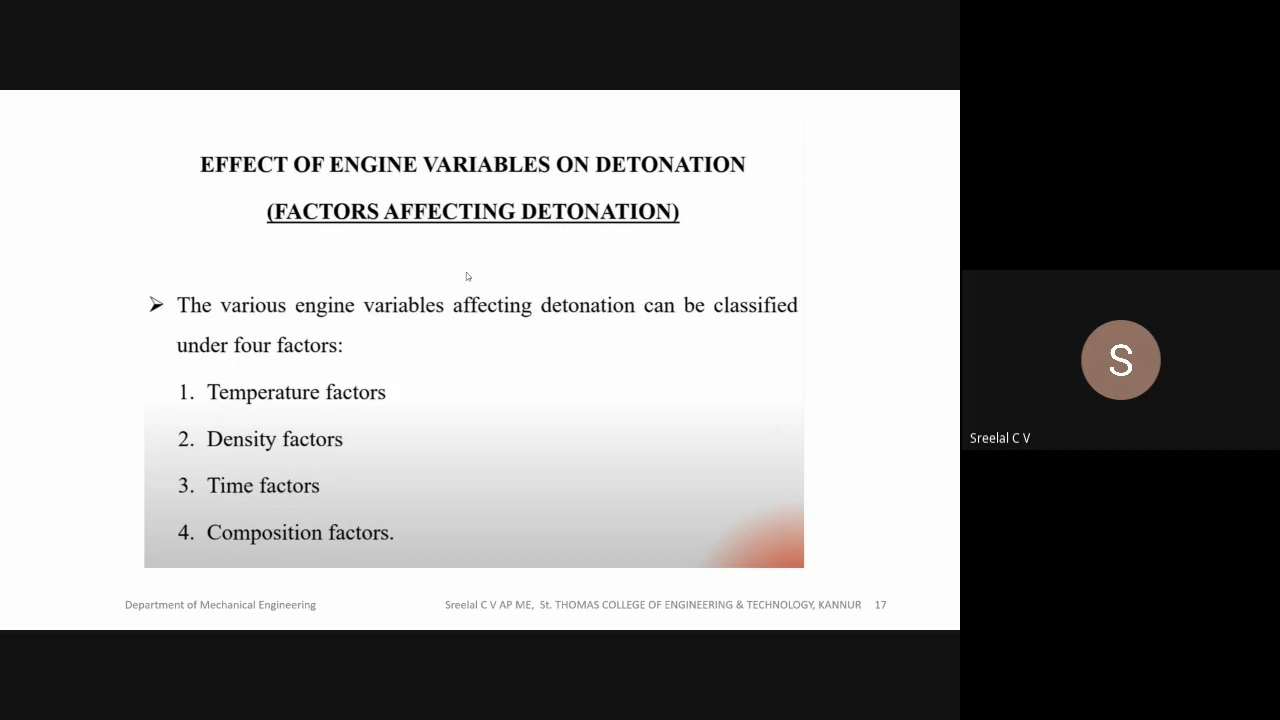 EFFECT OF ENGINE VARIABLES ON DETONATION
(FACTORS AFFECTING DETONATION)
➢ The various engine variables affecting detonation can be classified
under four factors:
1. Temperature factors
2. Density factors
3. Time factors
4. Composition factors.
Department of Mechanical Engineering
Sreelal C V AP ME, St. THOMAS COLLEGE OF ENGINEERING & TECHNOLOGY, KANNUR 17
S
Sreelal C V